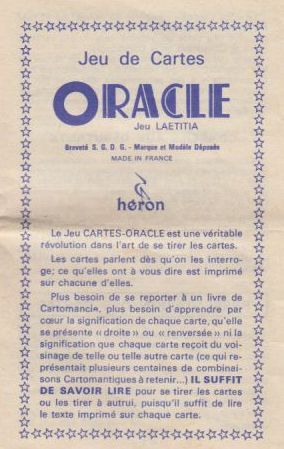 Jeu de Cartes
ORACLE
Jeu LAETITIA
Breveté S. G. D. G. - Marque et Modèle Déposés
MADE IN FRANCE
héron
Le Jeu CARTES-ORACLE est une véritable
révolution dans l'art de se tirer les cartes.
Les cartes parlent dès qu'on les interro-
ge; ce qu'elles ont à vous dire est imprimé
sur chacune d'elles.
Plus besoin de se reporter à un livre de
Cartomancie, plus besoin d'apprendre par
cœur la signification de chaque carte, qu'elle
se présente « droite » ou « renversée » ni la
signification que chaque carte reçoit du voi-
sinage de telle ou telle autre carte (ce qui re-
présentait plusieurs centaines de combinai-
sons Cartomantiques à retenir...) IL SUFFIT
DE SAVOIR LIRE pour se tirer les cartes
ou les tirer à autrui, puisqu'il suffit de lire
le texte imprimé sur chaque carte.